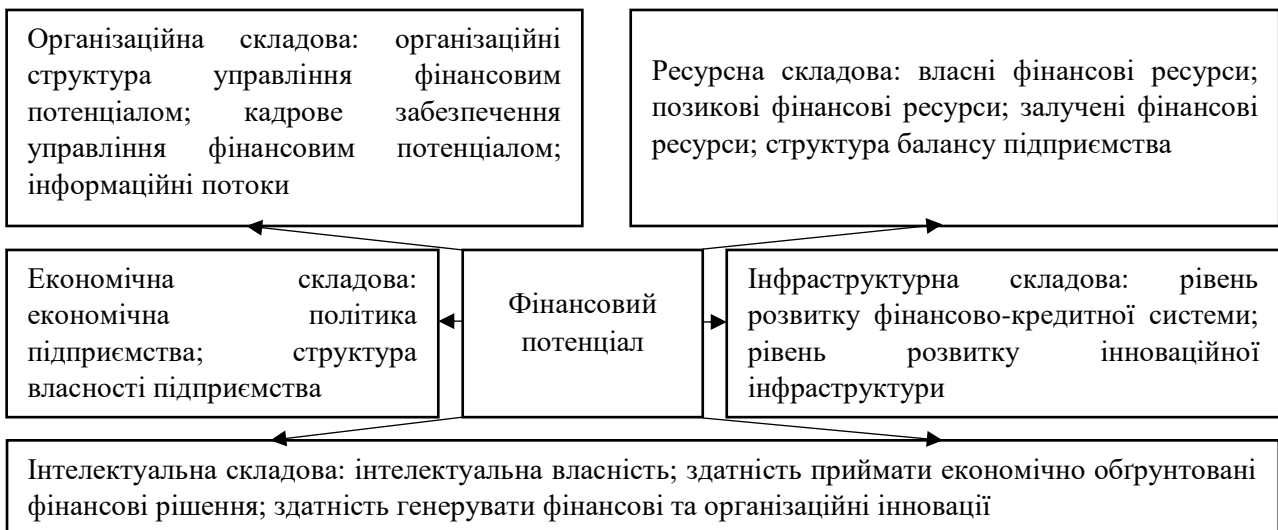 Організаційна складова: організаційні
структура управління фінансовим
потенціалом; кадрове забезпечення
управління фінансовим потенціалом;
інформаційні потоки
Ресурсна складова: власні фінансові ресурси;
позикові фінансові ресурси; залучені фінансові
ресурси; структура балансу підприємства
Економічна складова:
економічна політика
підприємства; структура
власності підприємства
Фінансовий
потенціал
Інфраструктурна складова: рівень
розвитку фінансово-кредитної системи;
рівень розвитку інноваційної
інфраструктури
Інтелектуальна складова: інтелектуальна власність; здатність приймати економічно обґрунтовані
фінансові рішення; здатність генерувати фінансові та організаційні інновації